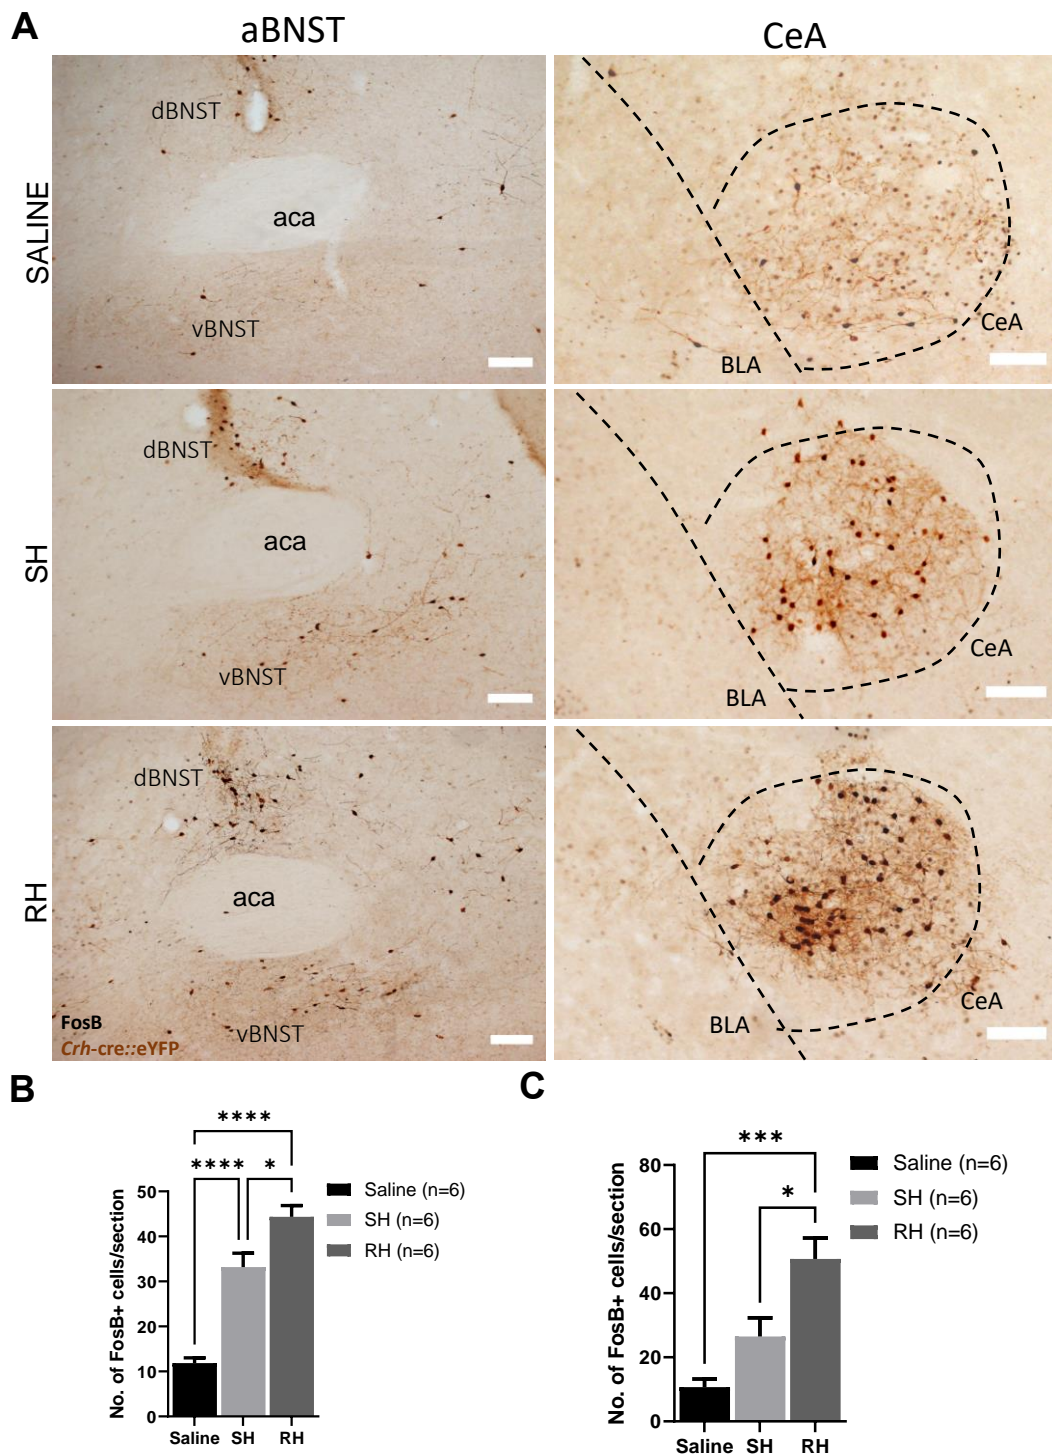 A
aBNST
CeA
SALINE
dBNST
aca
vBNST
BLA
CeA
SH
dBNST
aca
vBNST
BLA
CeA
RH
dBNST
aca
vBNST
FosB
Crh-cre::eYFP
BLA
CeA
B
No. of FosB+ cells/section
50
40
30
20
10
0
****
**** *
Saline SH RH
Saline (n=6)
SH (n=6)
RH (n=6)
C
No. of FosB+ cells/section
80
60
40
20
0
***
*
Saline SH RH
Saline (n=6)
SH (n=6)
RH (n=6)